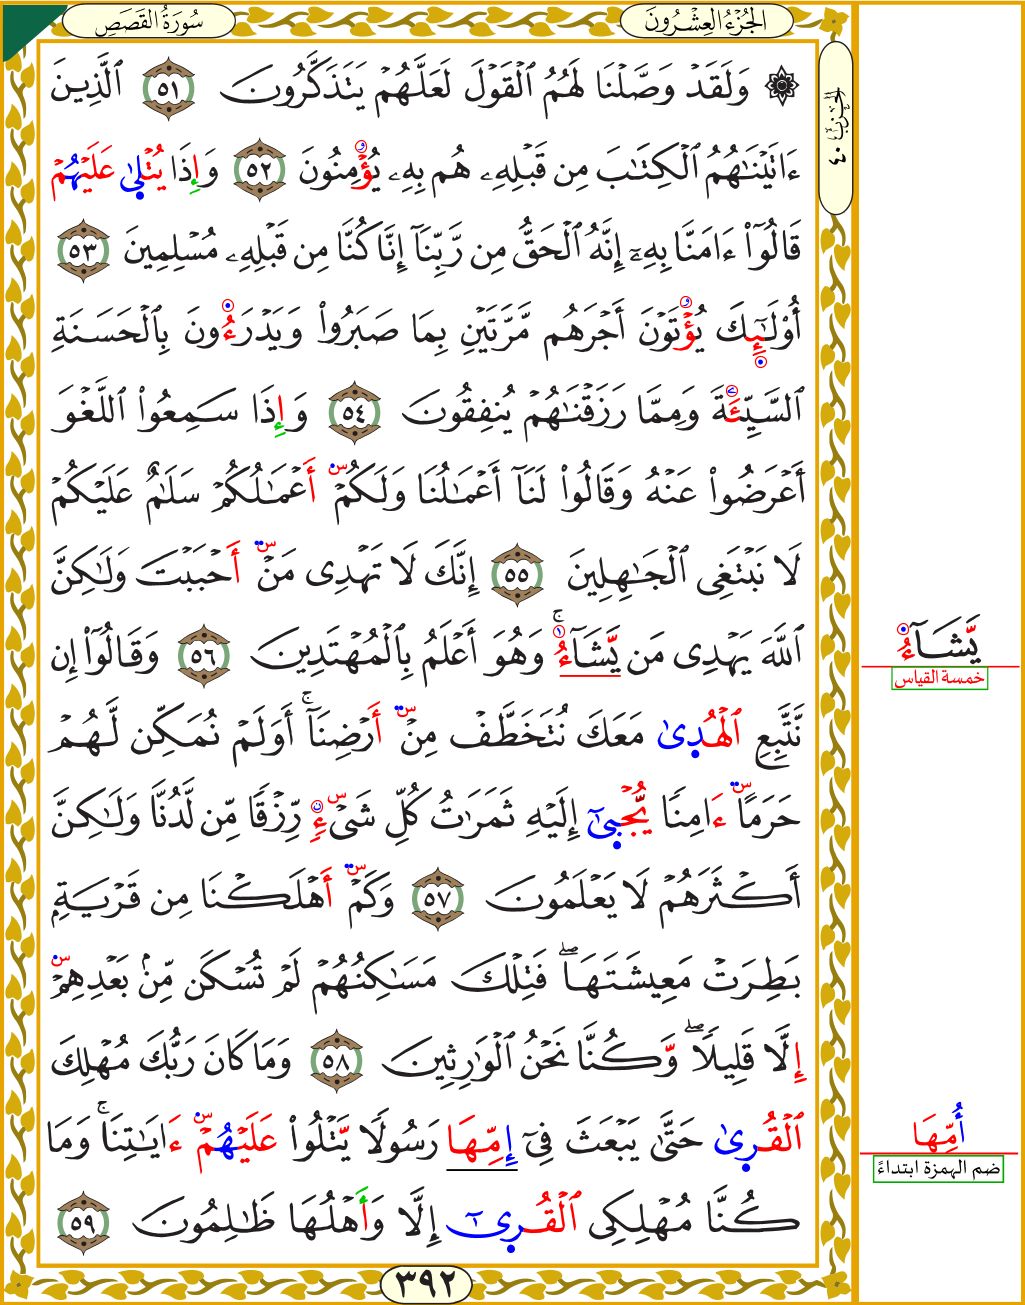 سُورَةُ القَصَصِ
الجُزْءُ العِشْرُونَ
الحِزْبُ ٤٠
۞ وَلَقَدْ وَصَّلْنَا لَهُمُ ٱلْقَوْلَ لَعَلَّهُمْ يَتَذَكَّرُونَ ٥١ ٱلَّذِينَ
ءَاتَيْنَٰهُمُ ٱلْكِتَٰبَ مِن قَبْلِهِۦ هُم بِهِۦ يُؤْمِنُونَ ٥٢ وَإِذَا يُتْلَىٰ عَلَيْهُمْ
قَالُوٓا۟ ءَامَنَّا بِهِۦٓ إِنَّهُ ٱلْحَقُّ مِن رَّبِّنَآ إِنَّا كُنَّا مِن قَبْلِهِۦ مُسْلِمِينَ ٥٣
أُو۟لَٰٓئِكَ يُؤْتَوْنَ أَجْرَهُم مَّرَّتَيْنِ بِمَا صَبَرُوا۟ وَيَدْرَءُونَ بِٱلْحَسَنَةِ
ٱلسَّيِّئَةَ وَمِمَّا رَزَقْنَٰهُمْ يُنفِقُونَ ٥٤ وَإِذَا سَمِعُوا۟ ٱللَّغْوَ
أَعْرَضُوا۟ عَنْهُ وَقَالُوا۟ لَنَآ أَعْمَٰلُنَا وَلَكُمْ أَعْمَٰلُكُمْ سَلَٰمٌ عَلَيْكُمْ
لَا نَبْتَغِى ٱلْجَٰهِلِينَ ٥٥ إِنَّكَ لَا تَهْدِى مَنْ أَحْبَبْتَ وَلَٰكِنَّ
ٱللَّهَ يَهْدِى مَن يَّشَآءُ ۚ وَهُوَ أَعْلَمُ بِٱلْمُهْتَدِينَ ٥٦ وَقَالُوٓا۟ إِن
يَّشَآءُ
خمسة القياس
نَّتَّبِعِ ٱلْهُدِىٰ مَعَكَ نُتَخَطَّفْ مِنْ أَرْضِنَآ ۚ أَوَلَمْ نُمَكِّن لَّهُمْ
حَرَمًا ءَامِنًا يُّجْبِىٰٓ إِلَيْهِ ثَمَرَٰتُ كُلِّ شَىْءٍ رِّزْقًا مِّن لَّدُنَّا وَلَٰكِنَّ
أَكْثَرَهُمْ لَا يَعْلَمُونَ ٥٧ وَكَمْ أَهْلَكْنَا مِن قَرْيَةٍ
بَطِرَتْ مَعِيشَتَهَا ۖ فَتِلْكَ مَسَٰكِنُهُمْ لَمْ تُسْكَن مِّنۢ بَعْدِهِمْ
إِلَّا قَلِيلًا ۖ وَّكُنَّا نَحْنُ ٱلْوَٰرِثِينَ ٥٨ وَمَا كَانَ رَبُّكَ مُهْلِكَ
ٱلْقُرِىٰ حَتَّىٰ يَبْعَثَ فِىٓ إِمِّهَا رَسُولًا يَّتْلُوا۟ عَلَيْهُمْ ءَايَٰتِنَا ۚ وَمَا
أُمِّهَا
ضم الهمزة ابتداءً
كُنَّا مُهْلِكِى ٱلْقُرِىٰٓ إِلَّا وَأَهْلُهَا ظَٰلِمُونَ ٥٩
٣٩٢